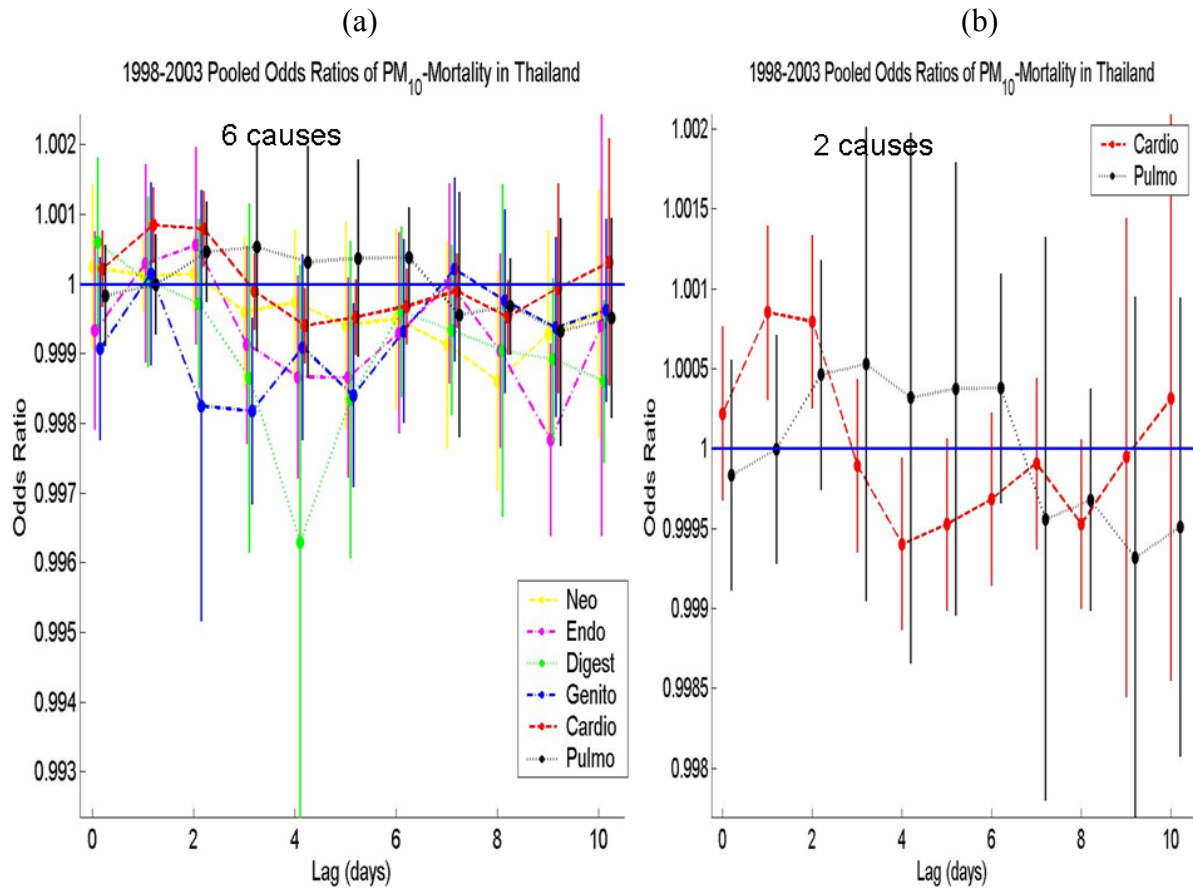 (a)
(b)
1998-2003 Pooled Odds Ratios of PM10-Mortality in Thailand
6 causes
1.002
1.001
1
0.999
0.998
0.997
0.996
0.995
0.994
0.993
Odds Ratio
Neo
Endo
Digest
Genito
Cardio
Pulmo
0
2
4
6
8
10
Lag (days)
1998-2003 Pooled Odds Ratios of PM10-Mortality in Thailand
2 causes
Cardio
Pulmo
1.002
1.0015
1.001
1.0005
1
0.9995
0.999
0.9985
0.998
Odds Ratio
0
2
4
6
8
10
Lag (days)